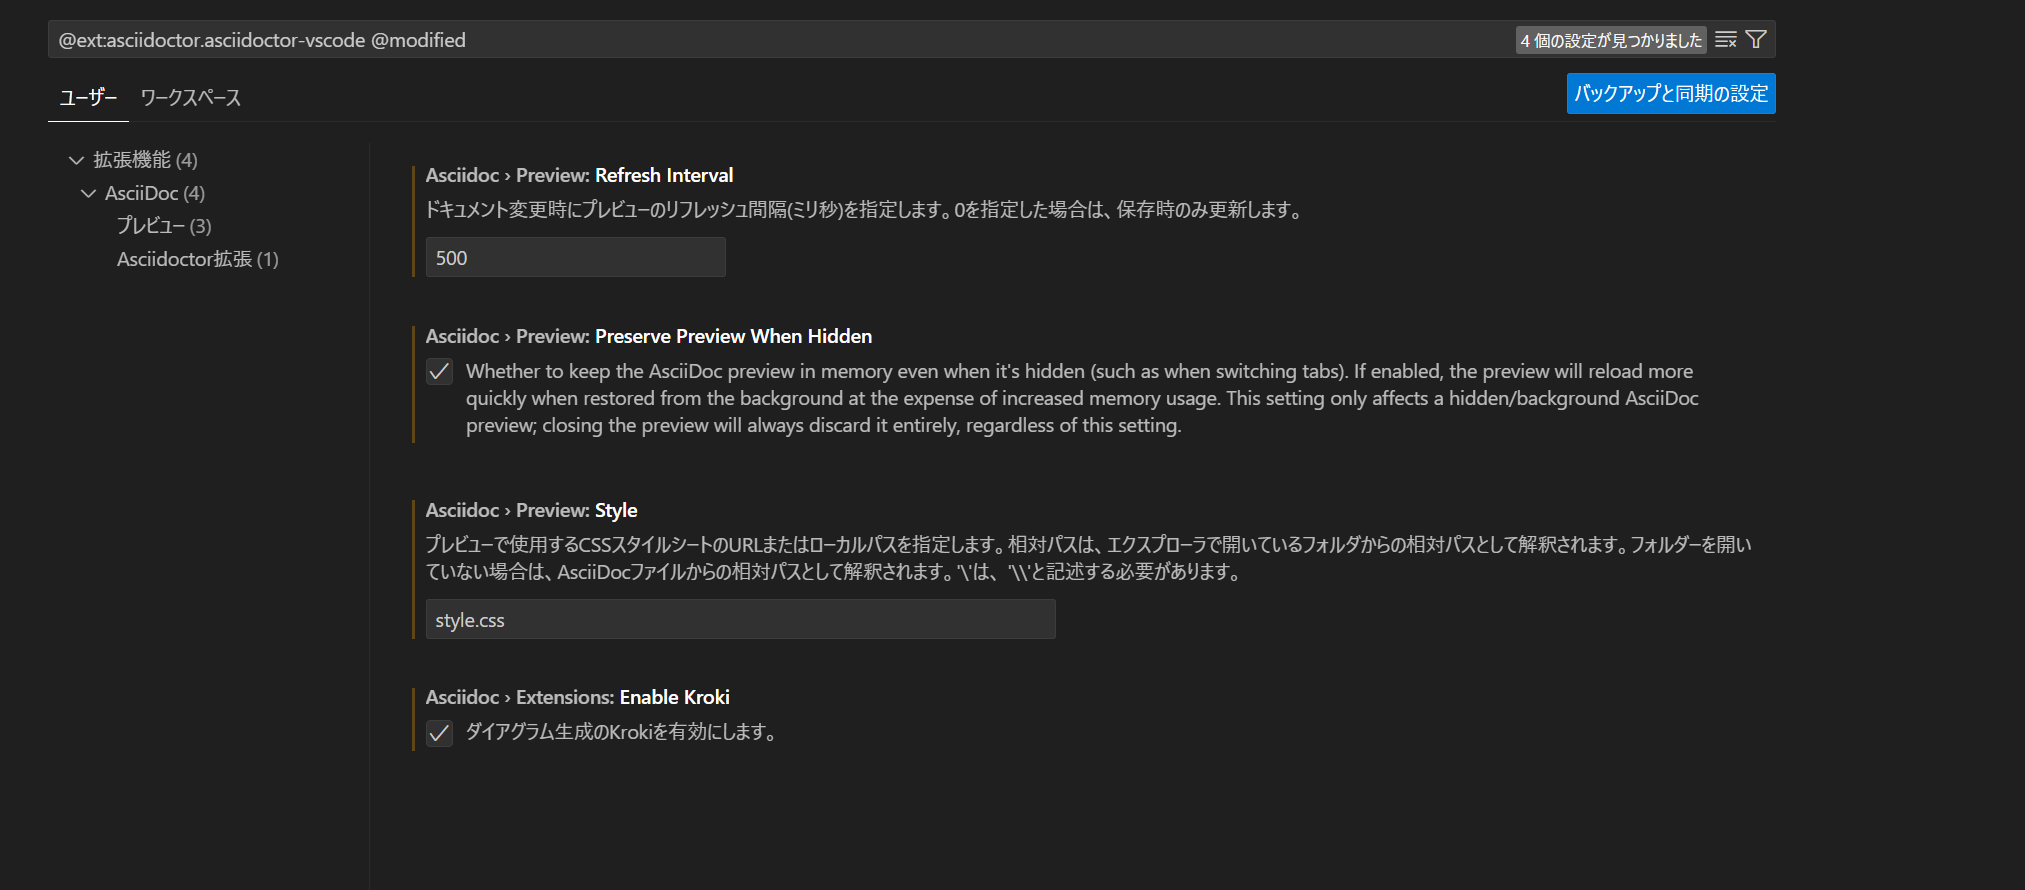 @ext:asciidoctor.asciidoctor-vscode @modified
4 個の設定が見つかりました
ユーザー
ワークスペース
バックアップと同期の設定
拡張機能 (4)
AsciiDoc (4)
プレビュー (3)
Asciidoctor拡張 (1)
Asciidoc › Preview: Refresh Interval
ドキュメント変更時にプレビューのリフレッシュ間隔(ミリ秒)を指定します。0を指定した場合は、保存時のみ更新します。
500
Asciidoc › Preview: Preserve Preview When Hidden
Whether to keep the AsciiDoc preview in memory even when it's hidden (such as when switching tabs). If enabled, the preview will reload more
quickly when restored from the background at the expense of increased memory usage. This setting only affects a hidden/background AsciiDoc
preview; closing the preview will always discard it entirely, regardless of this setting.
Asciidoc › Preview: Style
プレビューで使用するCSSスタイルシートのURLまたはローカルパスを指定します。相対パスは、エクスプローラで開いているフォルダからの相対パスとして解釈されます。フォルダーを開い
ていない場合は、AsciiDocファイルからの相対パスとして解釈されます。'\'は、'\\'と記述する必要があります。
style.css
Asciidoc › Extensions: Enable Kroki
ダイアグラム生成のKrokiを有効にします。